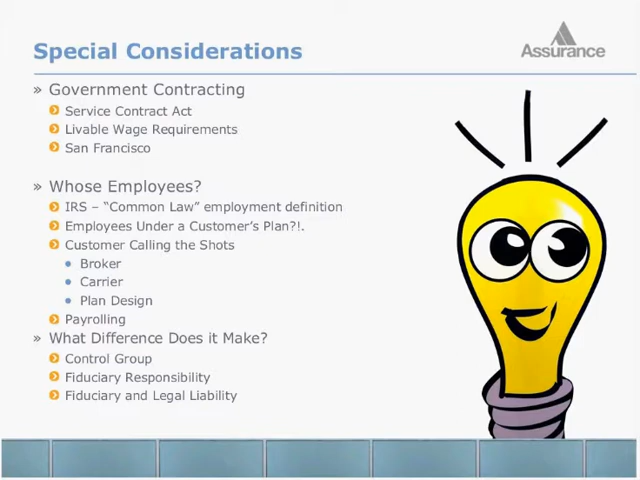 Special Considerations
Assurance
» Government Contracting
Service Contract Act
Livable Wage Requirements
San Francisco
» Whose Employees?
IRS – “Common Law” employment definition
Employees Under a Customer’s Plan?!.
Customer Calling the Shots
• Broker
• Carrier
• Plan Design
Payrolling
» What Difference Does it Make?
Control Group
Fiduciary Responsibility
Fiduciary and Legal Liability